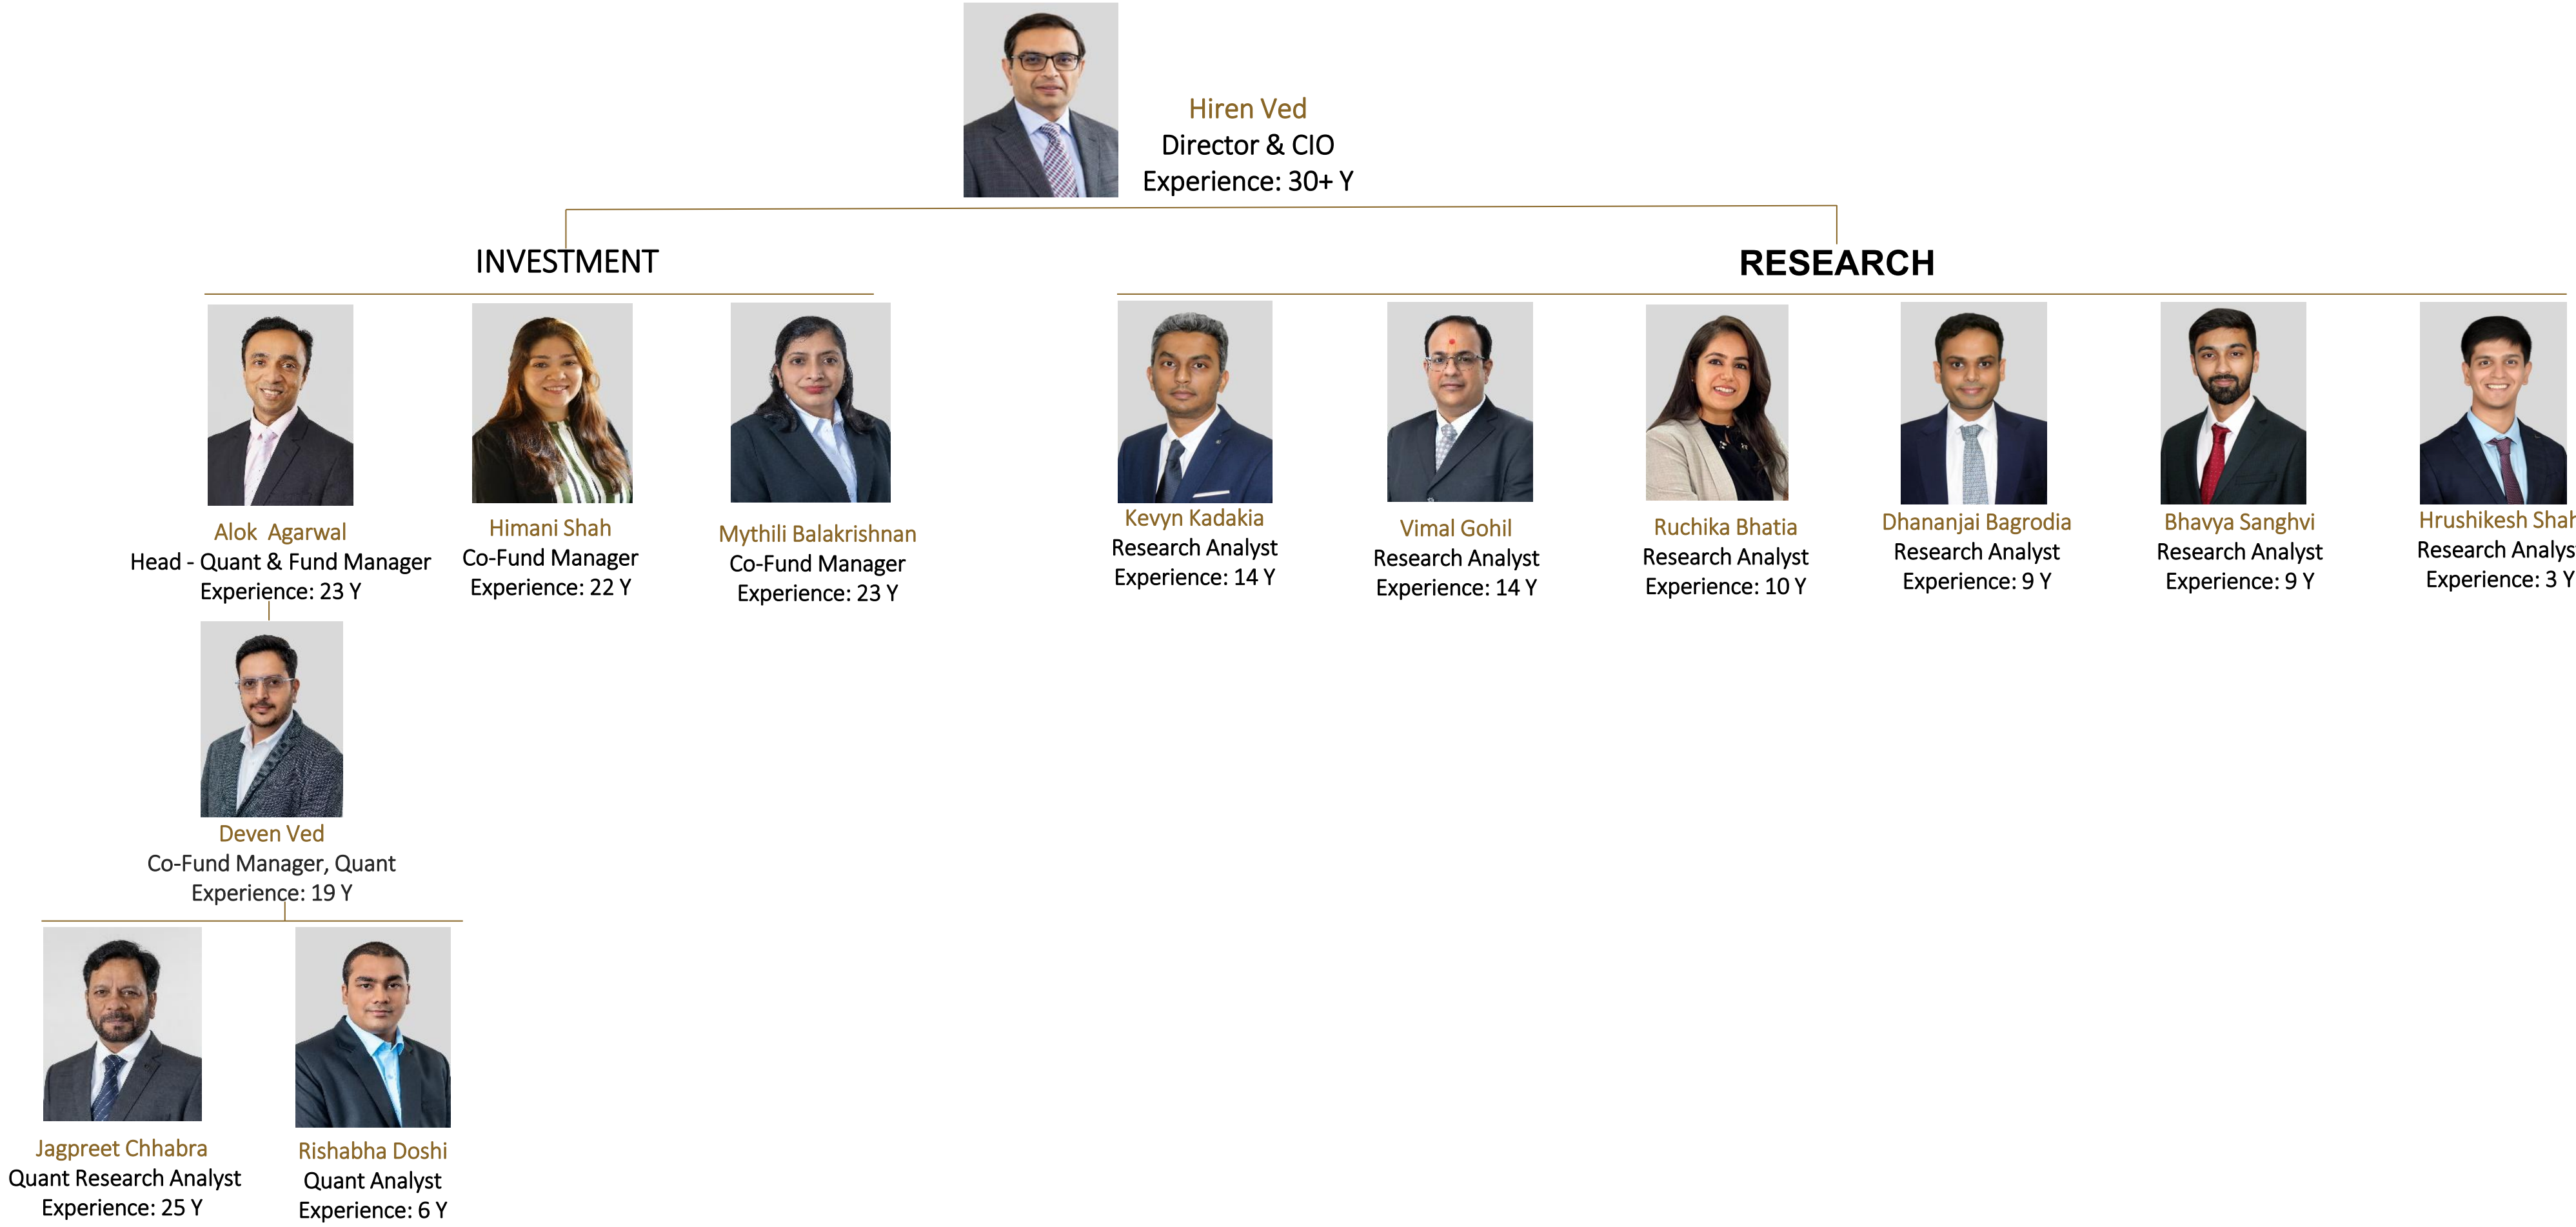 Hiren Ved
Director & CIO
Experience: 30+ Y
INVESTMENT
RESEARCH
Alok Agarwal
Head - Quant & Fund Manager
Experience: 23 Y
Himani Shah
Co-Fund Manager
Experience: 22 Y
Mythili Balakrishnan
Co-Fund Manager
Experience: 23 Y
Kevyn Kadakia
Research Analyst
Experience: 14 Y
Vimal Gohil
Research Analyst
Experience: 14 Y
Ruchika Bhatia
Research Analyst
Experience: 10 Y
Dhananjai Bagrodia
Research Analyst
Experience: 9 Y
Bhavya Sanghvi
Research Analyst
Experience: 9 Y
Hrushikesh Shah
Research Analys
Experience: 3 Y
Deven Ved
Co-Fund Manager, Quant
Experience: 19 Y
Jagpreet Chhabra
Quant Research Analyst
Experience: 25 Y
Rishabha Doshi
Quant Analyst
Experience: 6 Y